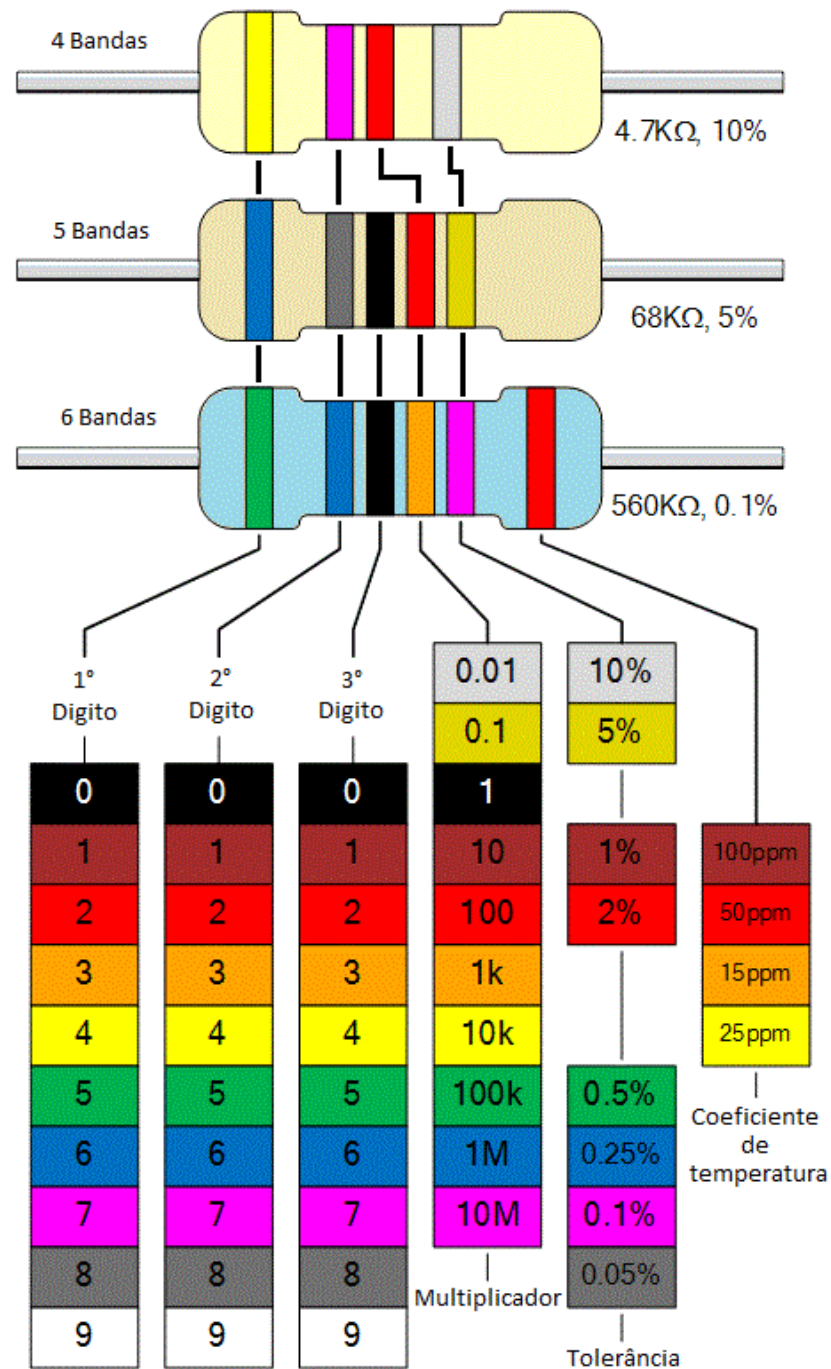 4 Bandas
4.7KΩ, 10%
5 Bandas
68KΩ, 5%
6 Bandas
560KΩ, 0.1%
1°
Digito
2°
Digito
3°
Digito
0.01 10%
0.1 5%
0 0 0 1
1 1 1 10 1% 100ppm
2 2 2 100 2% 50ppm
3 3 3 1k 15ppm
4 4 4 10k 25ppm
5 5 5 100k 0.5%
6 6 6 1M 0.25%
7 7 7 10M 0.1%
8 8 8 0.05%
9 9 9
Coeficiente
de
temperatura
Multiplicador
Tolerância